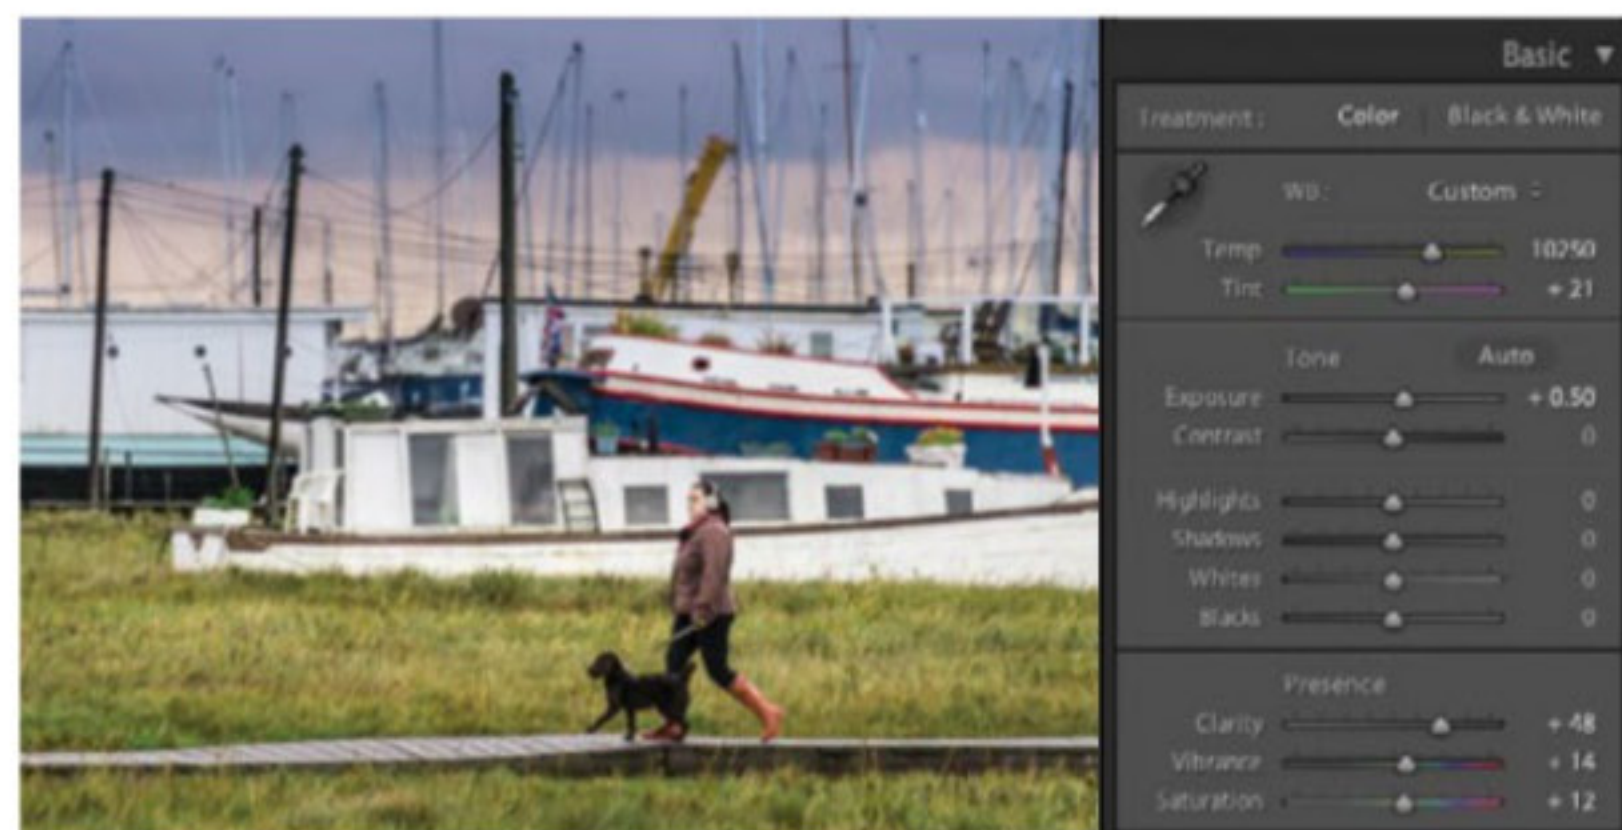 Basic
Treatment: Color | Black & White
WB: Custom
Temp 10250
Tint + 21
Tone Auto
Exposure + 0.50
Contrast 0
Highlights 0
Shadows 0
Whites 0
Blacks 0
Presence
Clarity + 48
Vibrance + 14
Saturation + 12